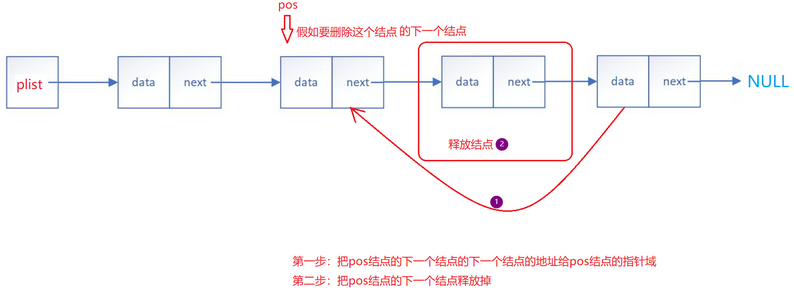 pos
假如要删除这个结点 的下一个结点
plist
data next
data next
data next
data next
NULL
释放结点 2
1
第一步：把pos结点的下一个结点的下一个结点的地址给pos结点的指针域
第二步：把pos结点的下一个结点释放掉